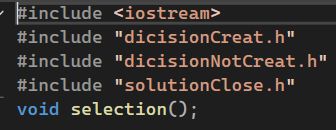 #include <iostream>
#include "dicisionCreat.h"
#include "dicisionNotCreat.h"
#include "solutionClose.h"
void selection();